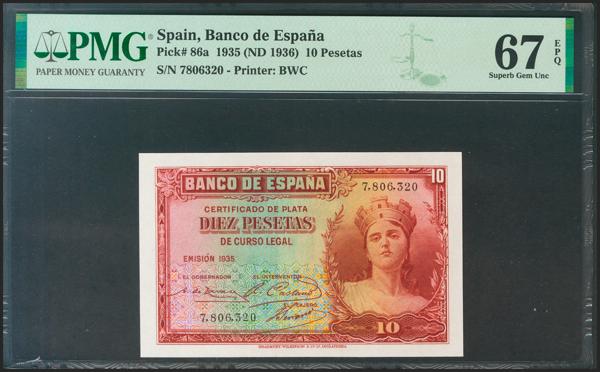 PMG
PAPER MONEY GUARANTY
Spain, Banco de España
Pick# 86a 1935 (ND 1936) 10 Pesetas
S/N 7806320 - Printer: BWC
67 EPQ
Superb Gem Unc
BANCO DE ESPAÑA
10
7.806.320
CERTIFICADO DE PLATA
DIEZ PESETAS
DE CURSO LEGAL
EMISIÓN 1935
EL GOBERNADOR
EL INTERVENTOR
EL CAJERO
7.806.320
10